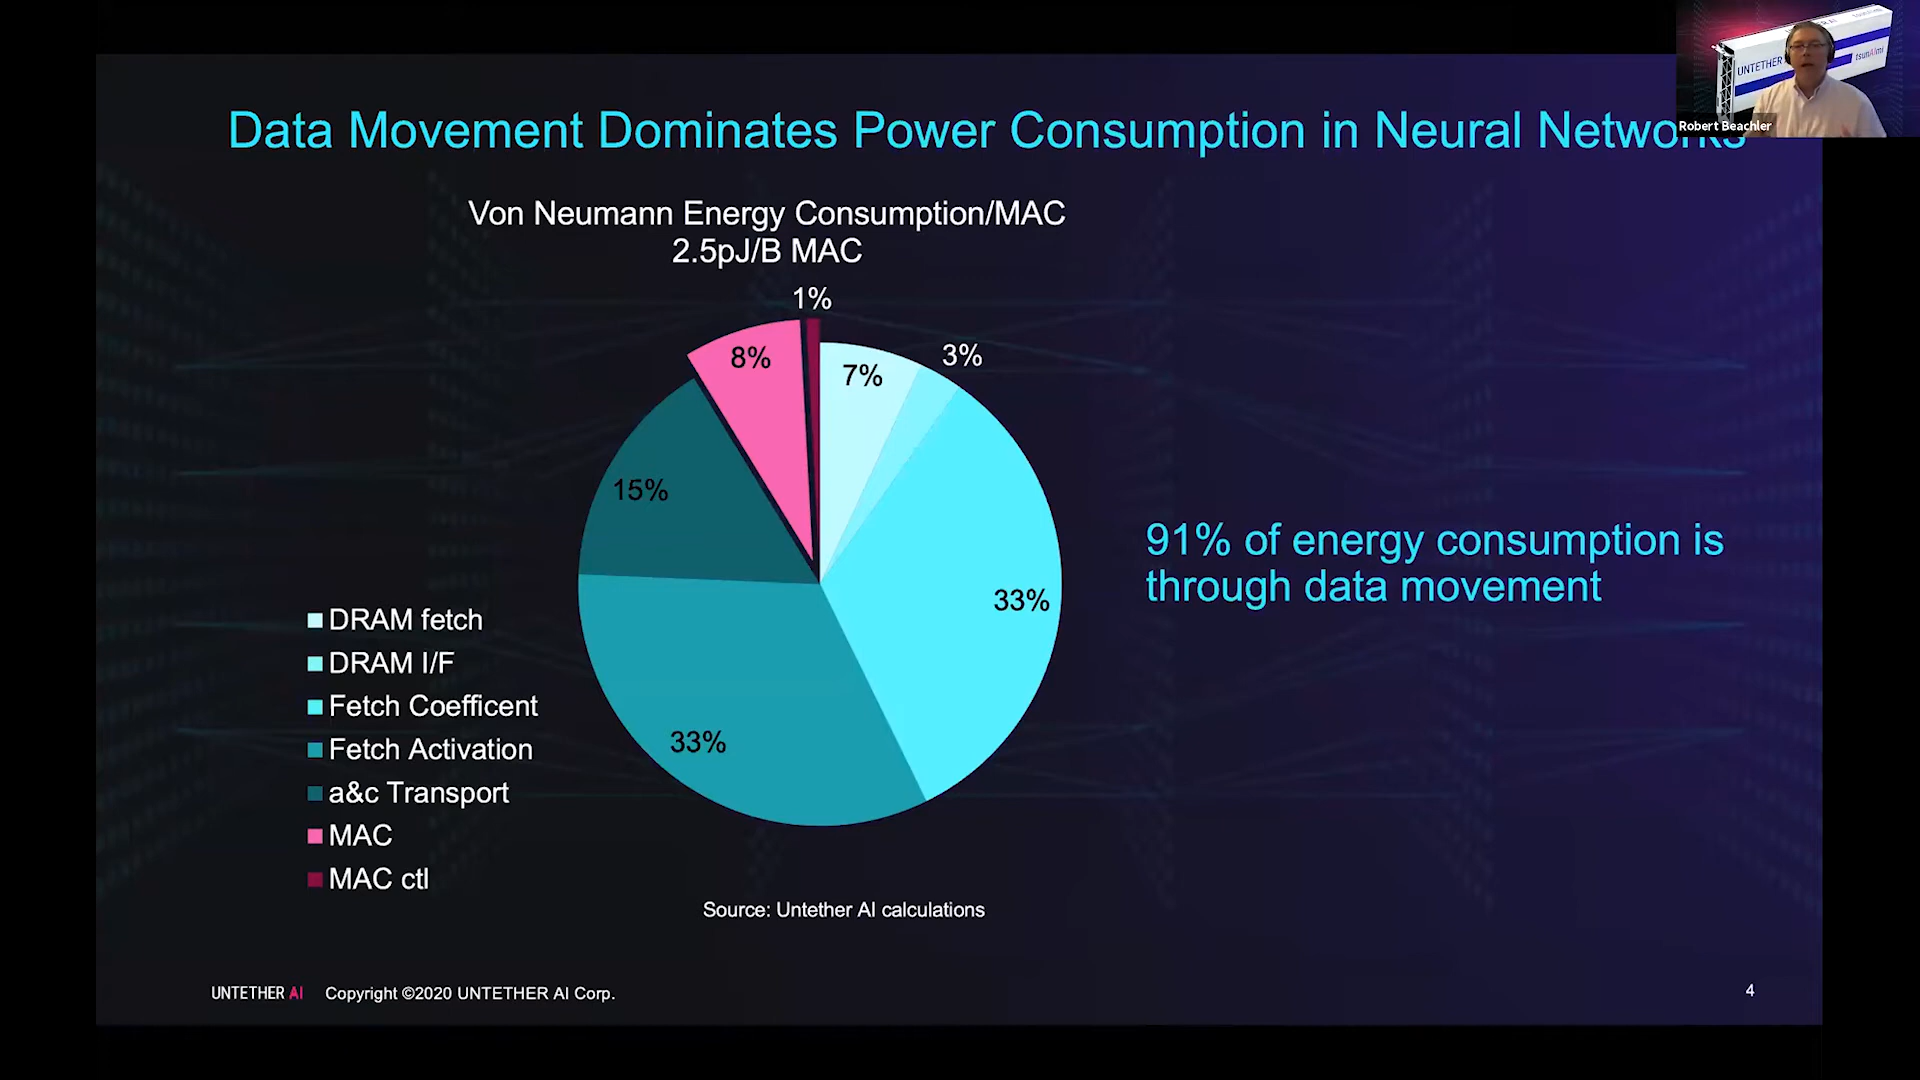 Data Movement Dominates Power Consumption in Neural Networks
UNTETHER
tsunAImi
Robert Beachler
Von Neumann Energy Consumption/MAC
2.5pJ/B MAC
1%
8%
7%
3%
15%
33%
33%
91% of energy consumption is
through data movement
DRAM fetch
DRAM I/F
Fetch Coefficent
Fetch Activation
a&c Transport
MAC
MAC ctl
Source: Untether AI calculations
UNTETHER AI Copyright ©2020 UNTETHER AI Corp.
4